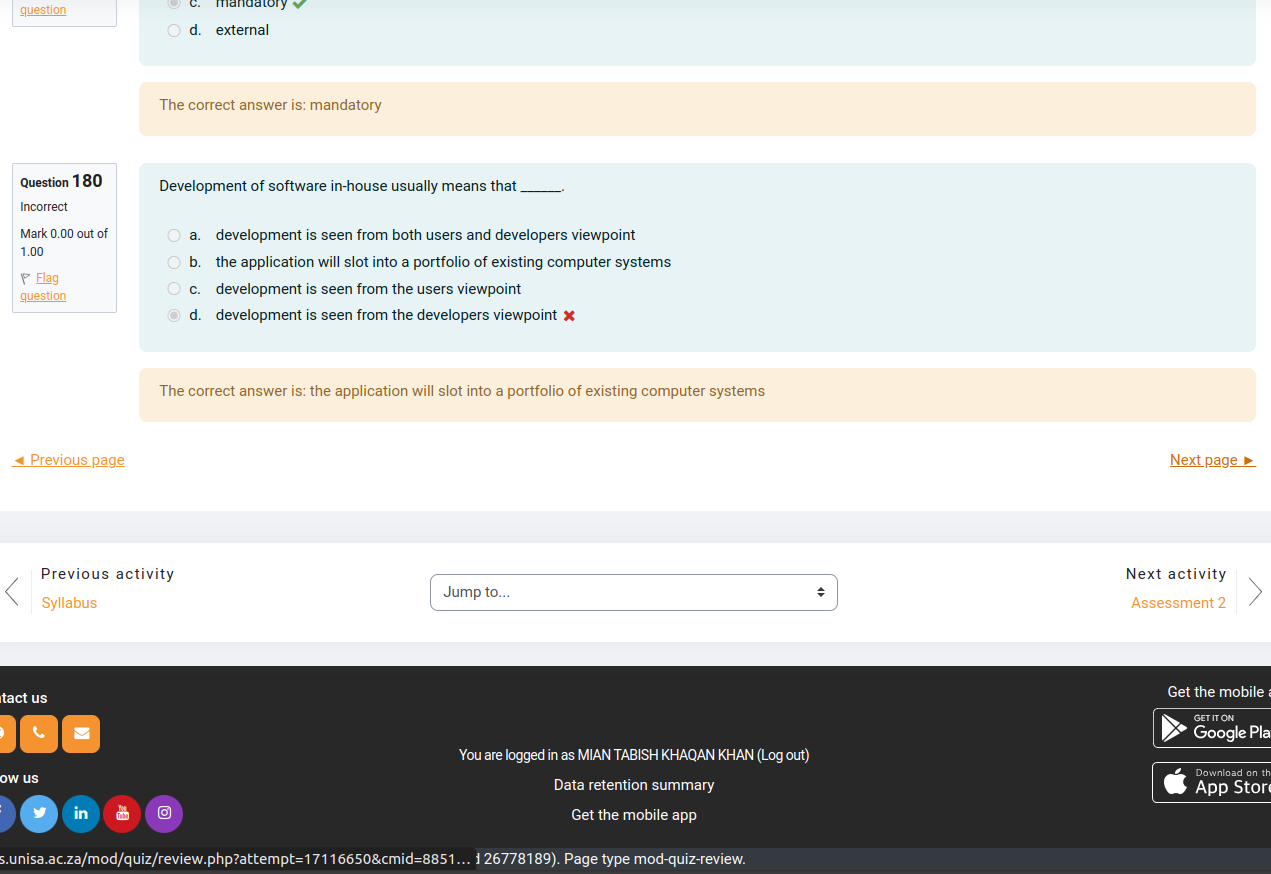 question
c. mandatory
d. external
The correct answer is: mandatory
Question 180
Incorrect
Mark 0.00 out of
1.00
Flag
question
Development of software in-house usually means that ______.
a. development is seen from both users and developers viewpoint
b. the application will slot into a portfolio of existing computer systems
c. development is seen from the users viewpoint
d. development is seen from the developers viewpoint
The correct answer is: the application will slot into a portfolio of existing computer systems
◄ Previous page
Next page ►
Previous activity
Syllabus
Jump to...
Next activity
Assessment 2
tact us
ow us
You are logged in as MIAN TABISH KHAQAN KHAN (Log out)
Data retention summary
Get the mobile app
Get the mobile a
GET IT ON
Google Pla
Download on th
App Stor
in
You
Tube
s.unisa.ac.za/mod/quiz/review.php?attempt=17116650&cmid=8851...
26778189). Page type mod-quiz-review.